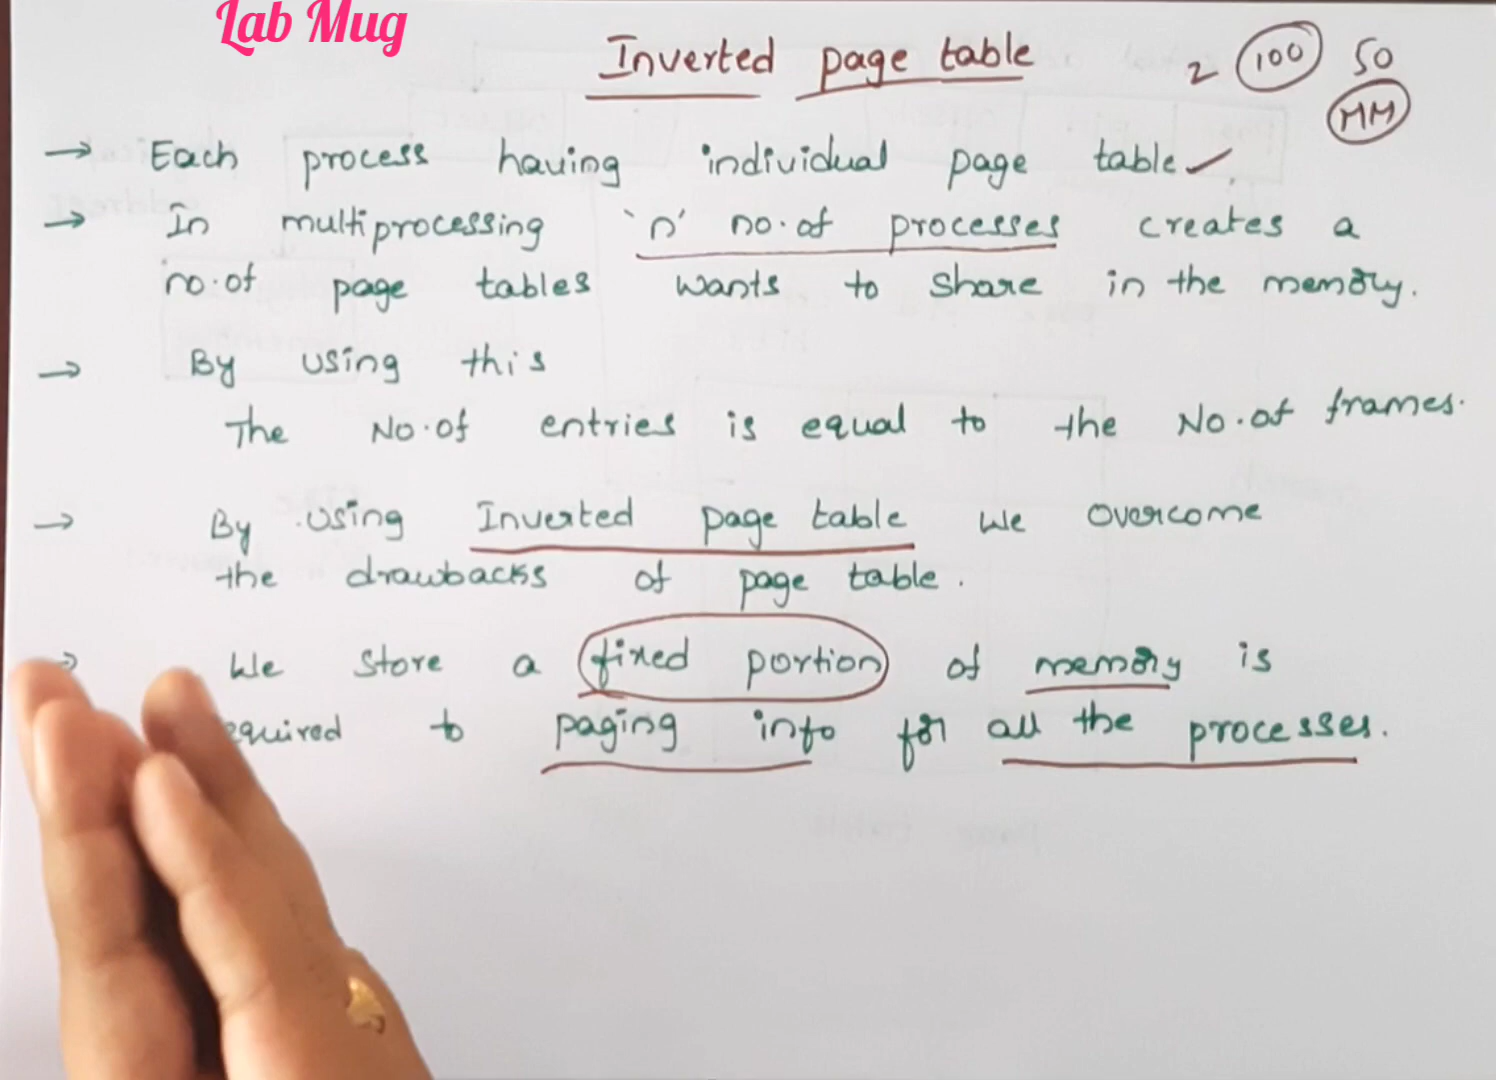 Lab Mug
Inverted page table
2 100 50
MM
→ Each process having individual page table ✓
→ In multiprocessing 'n' no.of processes creates a
no.of page tables wants to share in the memory.
→ By using this
The No.of entries is equal to the No.of frames.
→ By using Inverted page table we overcome
the drawbacks of page table.
→ We store a fixed portion of memory is
equired to paging info for all the processes.